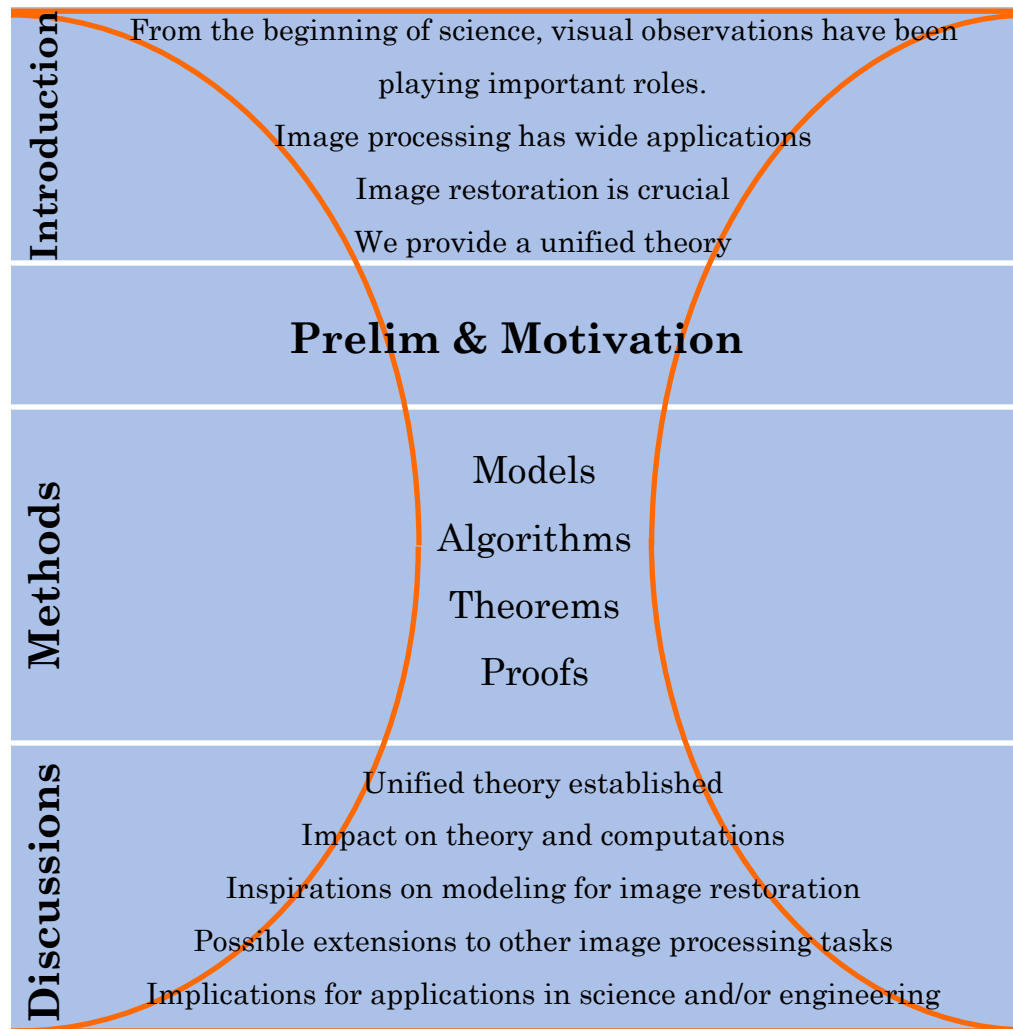 Introduction
From the beginning of science, visual observations have been
playing important roles.
Image processing has wide applications
Image restoration is crucial
We provide a unified theory
Prelim & Motivation
Methods
Models
Algorithms
Theorems
Proofs
Discussions
Unified theory established
Impact on theory and computations
Inspirations on modeling for image restoration
Possible extensions to other image processing tasks
Implications for applications in science and/or engineering